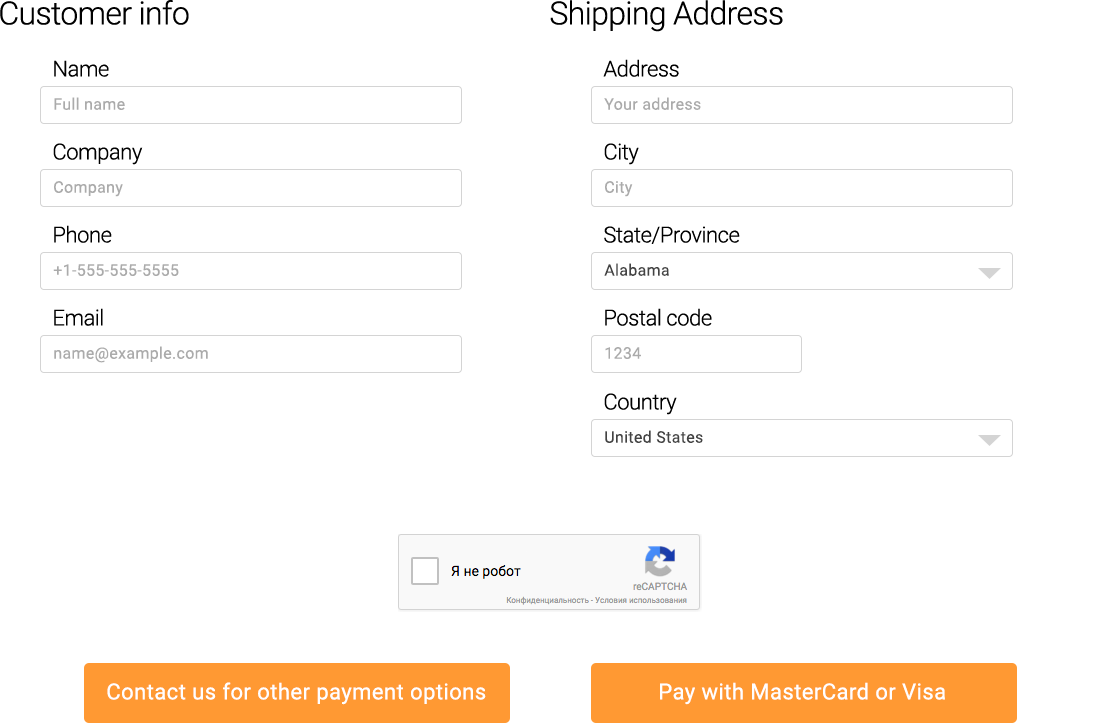 Customer info
Name
Full name
Company
Company
Phone
+1-555-555-5555
Email
name@example.com
Shipping Address
Address
Your address
City
City
State/Province
Alabama
Postal code
1234
Country
United States
Я не робот
reCAPTCHA
Конфиденциальность - Условия использования
Contact us for other payment options
Pay with MasterCard or Visa